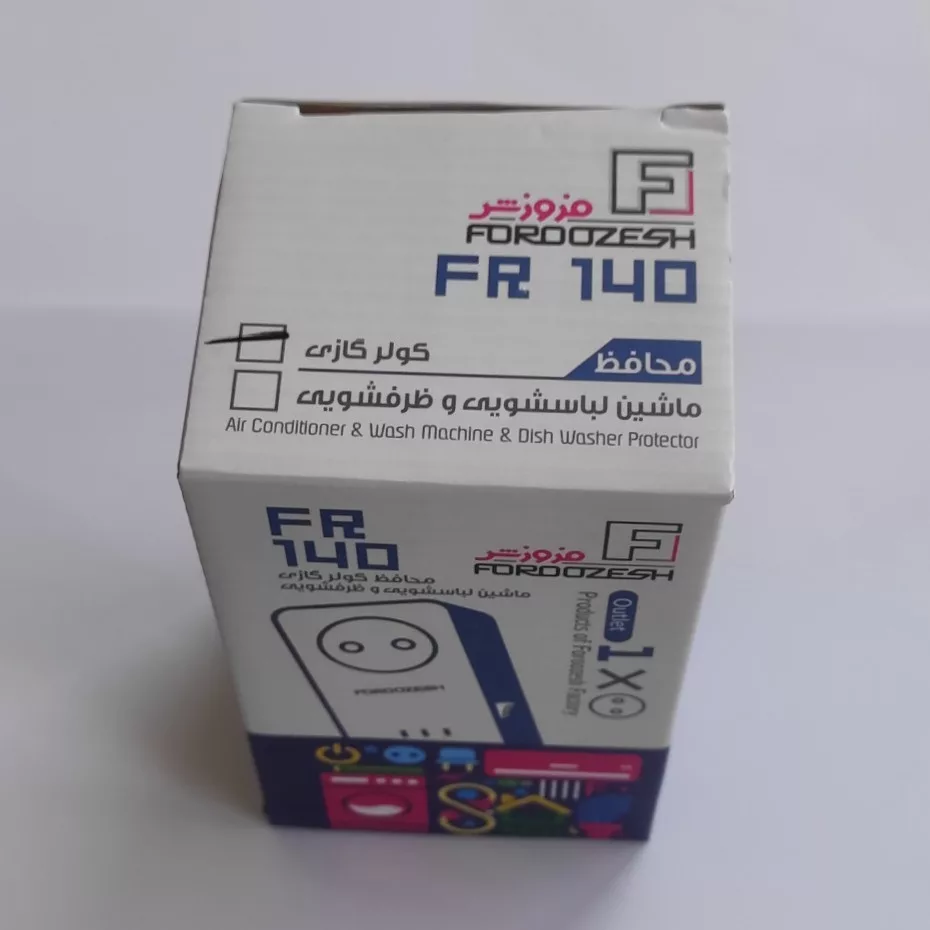 فروزش
FOROOZESH
FR 140
محافظ
کولر گازی
ماشین لباسشویی و ظرفشویی
Air Conditioner & Wash Machine & Dish Washer Protector
FR
140
محافظ کولر گازی
ماشین لباسشویی و ظرفشویی
فروزش
FOROOZESH
Outlet
1X
Products of Foroozesh Factory
FOROOZESH